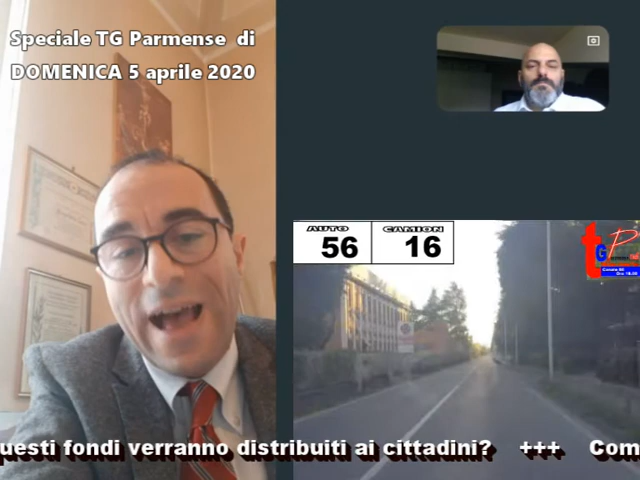 Speciale TG Parmense di
DOMENICA 5 aprile 2020
AUTO
CAMION
56
16
uesti fondi verranno distribuiti ai cittadini? +++ Com